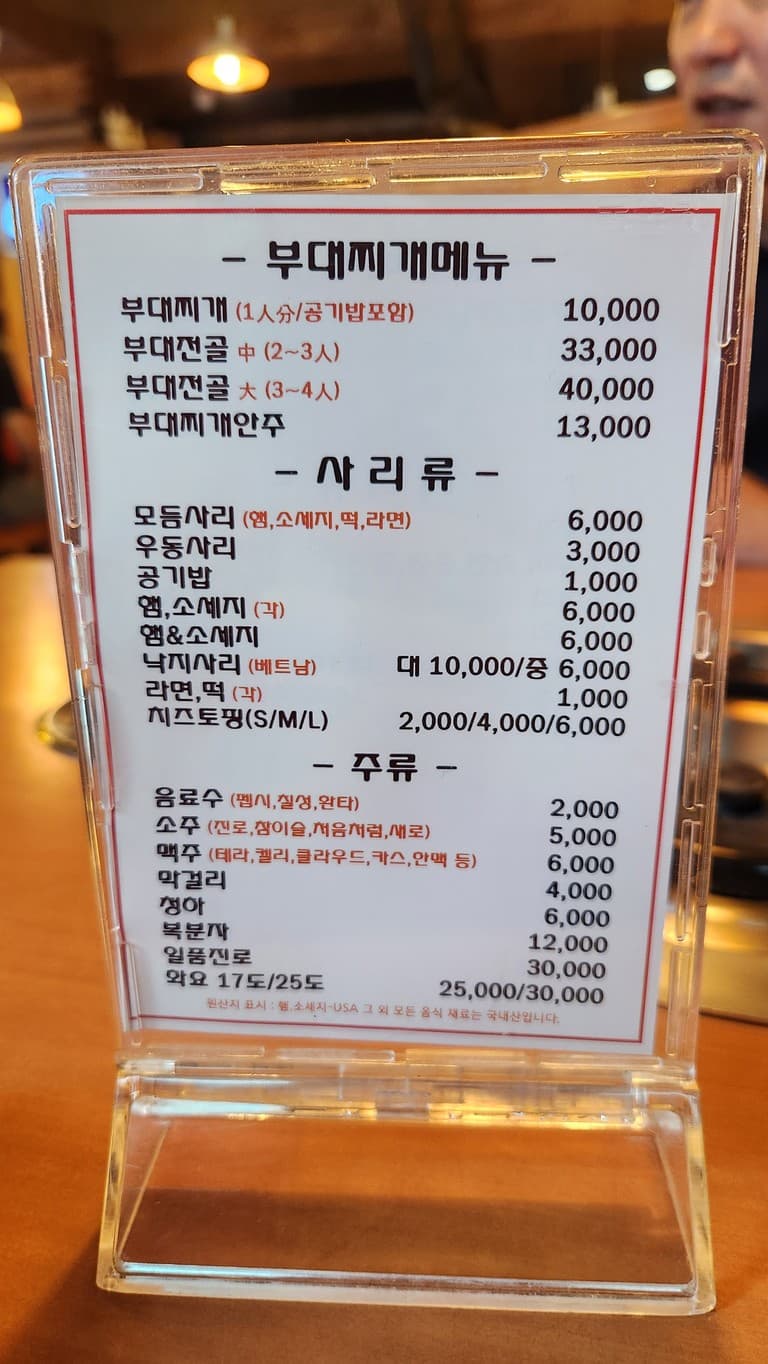 - 부대찌개메뉴 -
부대찌개 (1人分/공기밥포함) 10,000
부대전골 中 (2~3人) 33,000
부대전골 大 (3~4人) 40,000
부대찌개안주 13,000
- 사리류 -
모듬사리 (햄,소세지,떡,라면) 6,000
우동사리 3,000
공기밥 1,000
햄,소세지 (각) 6,000
햄&소세지 6,000
낙지사리 (베트남) 대 10,000/중 6,000
라면,떡 (각) 1,000
치즈토핑(S/M/L) 2,000/4,000/6,000
- 주류 -
음료수 (펩시,칠성,환타) 2,000
소주 (진로,참이슬,처음처럼,새로) 5,000
맥주 (테라,켈리,클라우드,카스,한맥 등) 6,000
막걸리 4,000
청하 6,000
복분자 12,000
일품진로 30,000
화요 17도/25도 25,000/30,000
원산지 표시 : 햄,소세지-USA 그 외 모든 음식 재료는 국내산입니다.